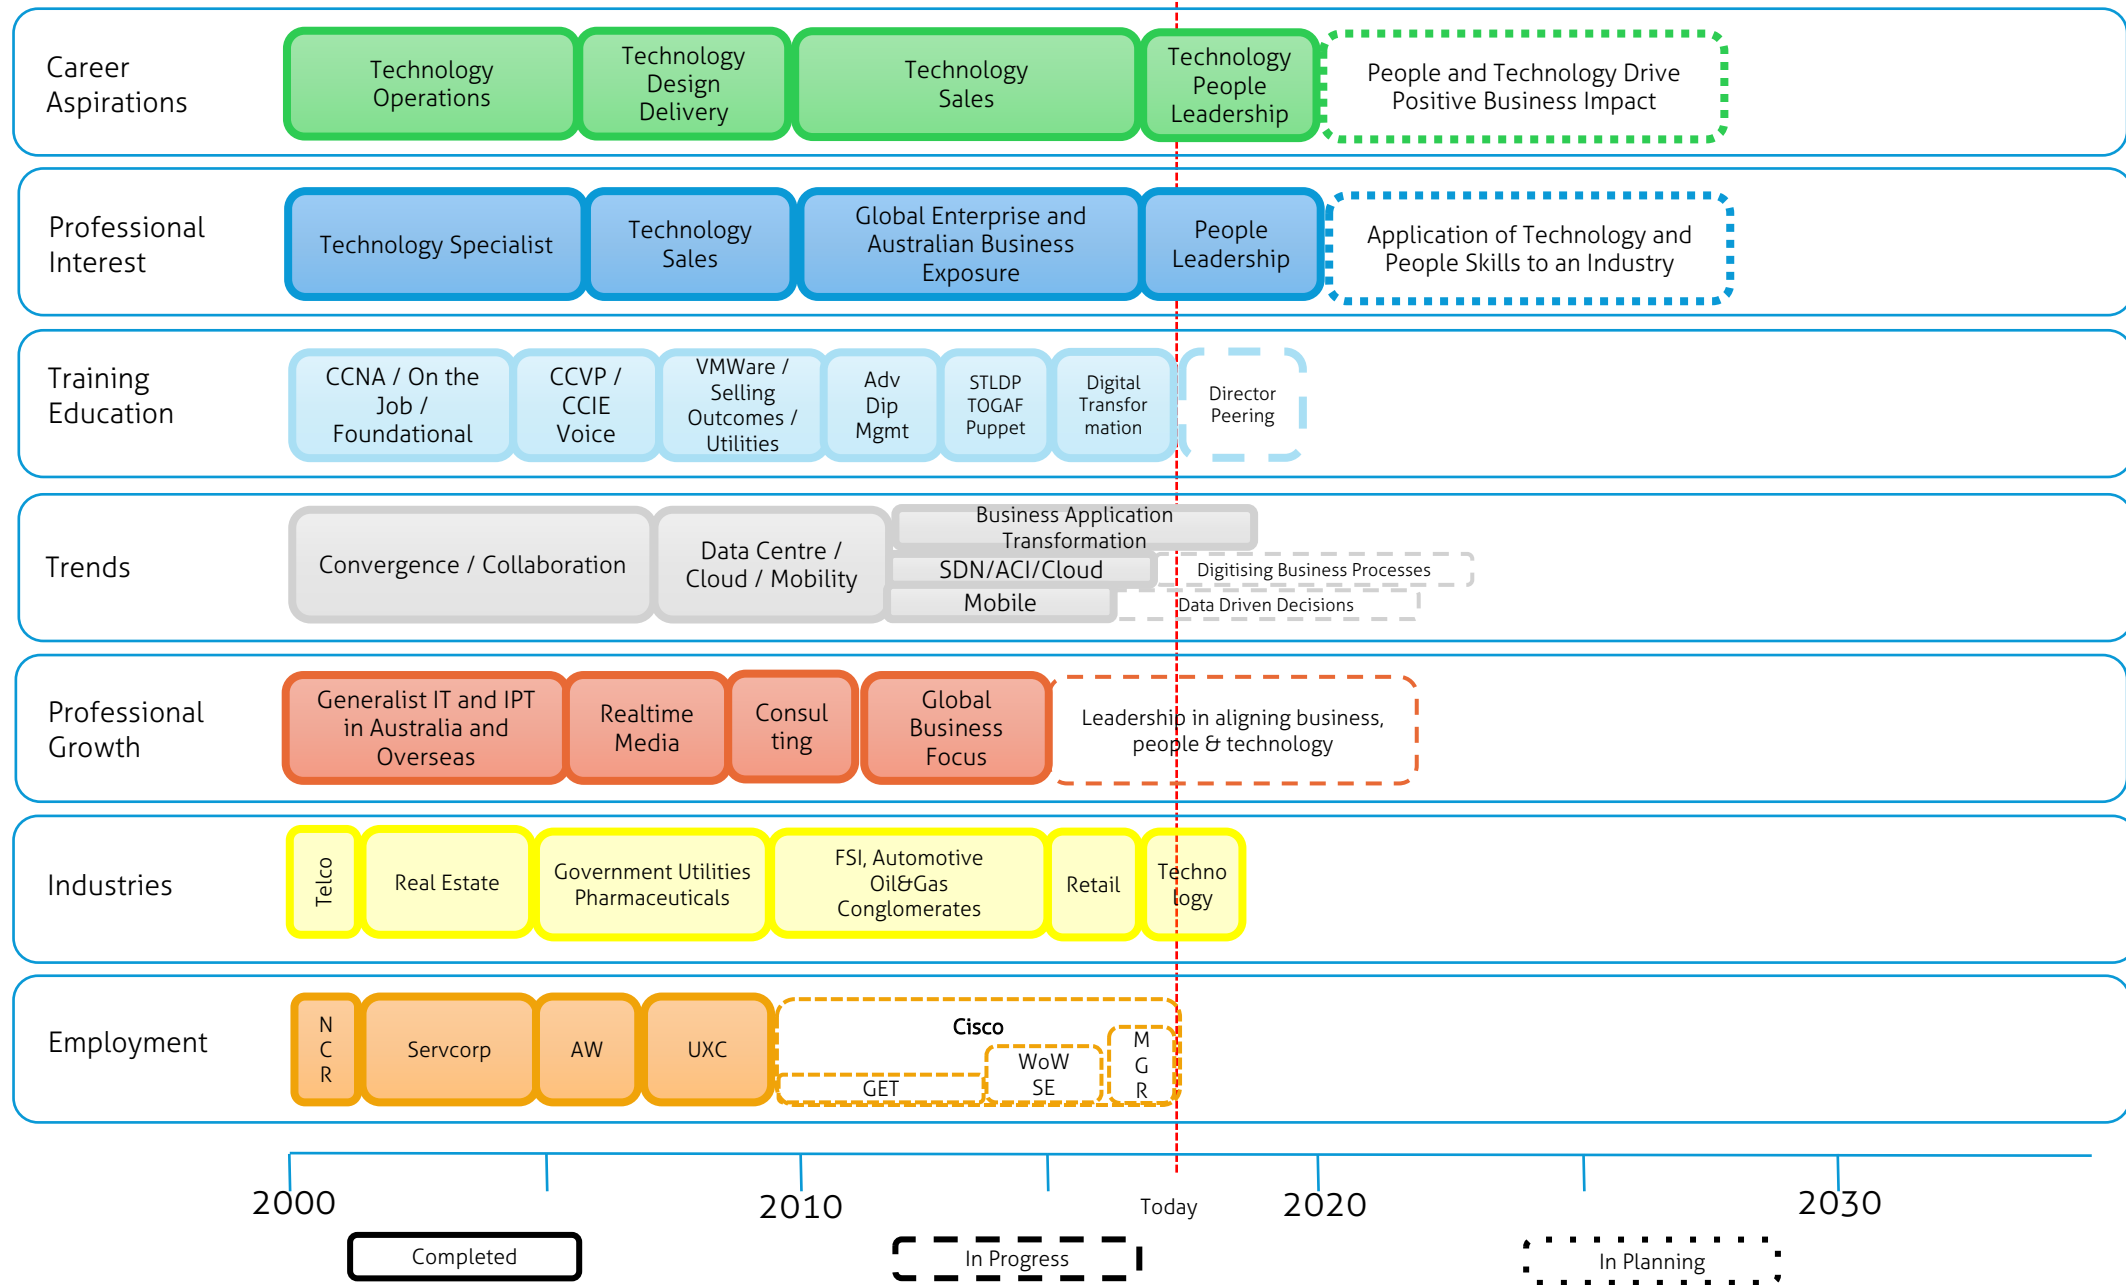 Career
Aspirations
Technology
Operations
Technology
Design
Delivery
Technology
Sales
Technology
People
Leadership
People and Technology Drive
Positive Business Impact
Professional
Interest
Technology Specialist
Technology
Sales
Global Enterprise and
Australian Business
Exposure
People
Leadership
Application of Technology and
People Skills to an Industry
Training
Education
CCNA / On the
Job /
Foundational
CCVP /
CCIE
Voice
VMWare /
Selling
Outcomes /
Utilities
Adv
Dip
Mgmt
STLDP
TOGAF
Puppet
Digital
Transfor
mation
Director
Peering
Trends
Convergence / Collaboration
Data Centre /
Cloud / Mobility
Business Application
Transformation
SDN/ACI/Cloud
Mobile
Digitising Business Processes
Data Driven Decisions
Professional
Growth
Generalist IT and IPT
in Australia and
Overseas
Realtime
Media
Consul
ting
Global
Business
Focus
Leadership in aligning business,
people & technology
Industries
Telco
Real Estate
Government Utilities
Pharmaceuticals
FSI, Automotive
Oil&Gas
Conglomerates
Retail
Techno
logy
Employment
N
C
R
Servcorp
AW
UXC
Cisco
GET
WoW
SE
M
G
R
2000
2010
Today
2020
2030
Completed
In Progress
In Planning